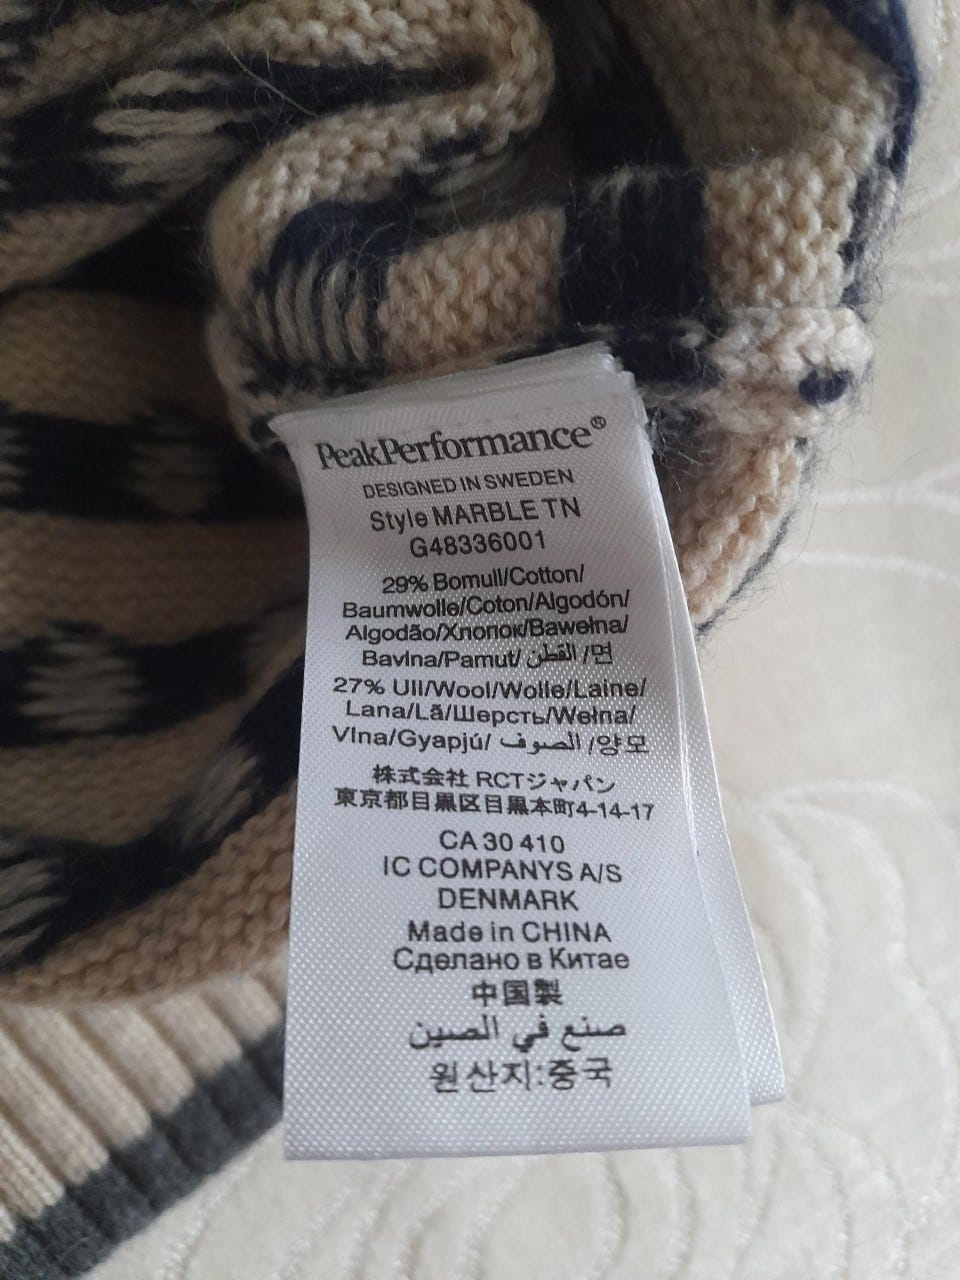 PeakPerformance®
DESIGNED IN SWEDEN
Style MARBLE TN
G48336001
29% Bomull/Cotton/
Baumwolle/Coton/Algodón/
Algodão/Хлопок/Bawełna/
Bavlna/Pamut/ القطن /면
27% Ull/Wool/Wolle/Laine/
Lana/Lã/Шерсть/Wełna/
Vlna/Gyapjú/ الصوف /양모
株式会社 RCTジャパン
東京都目黒区目黒本町4-14-17
CA 30 410
IC COMPANYS A/S
DENMARK
Made in CHINA
Сделано в Китае
中国製
صنع في الصين
원산지:중국